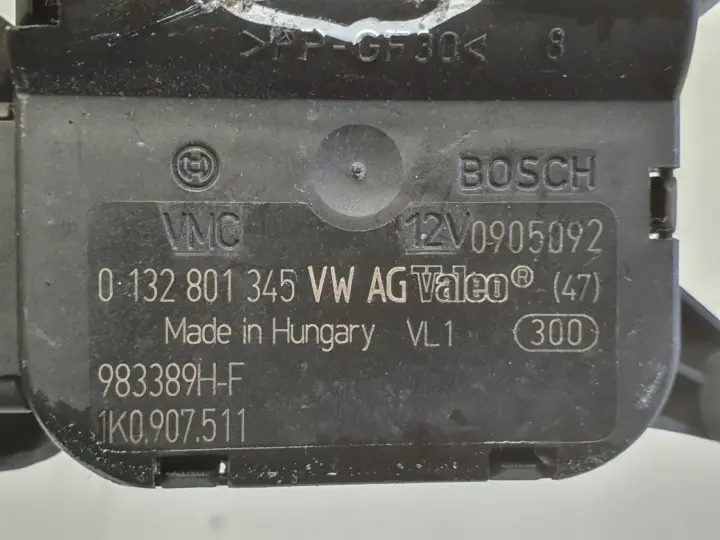 >PP-GF30< 8
BOSCH
VMC 12V 0905092
0 132 801 345 VW AG Valeo® (47)
Made in Hungary VL1 300
983389H-F
1K0.907.511